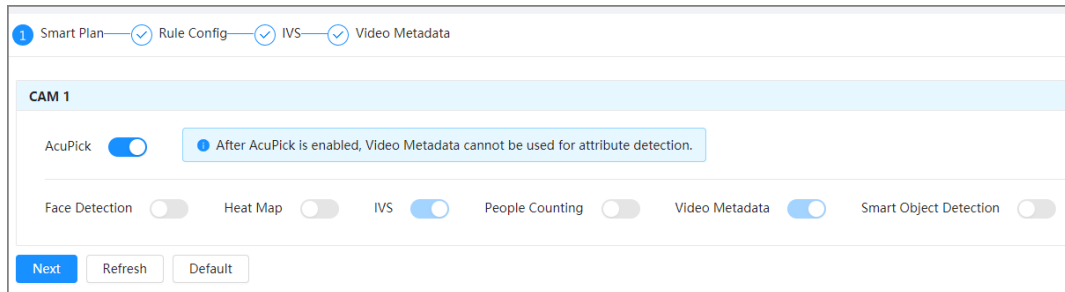 1 Smart Plan Rule Config IVS Video Metadata
CAM 1
AcuPick After AcuPick is enabled, Video Metadata cannot be used for attribute detection.
Face Detection Heat Map IVS People Counting Video Metadata Smart Object Detection
Next Refresh Default